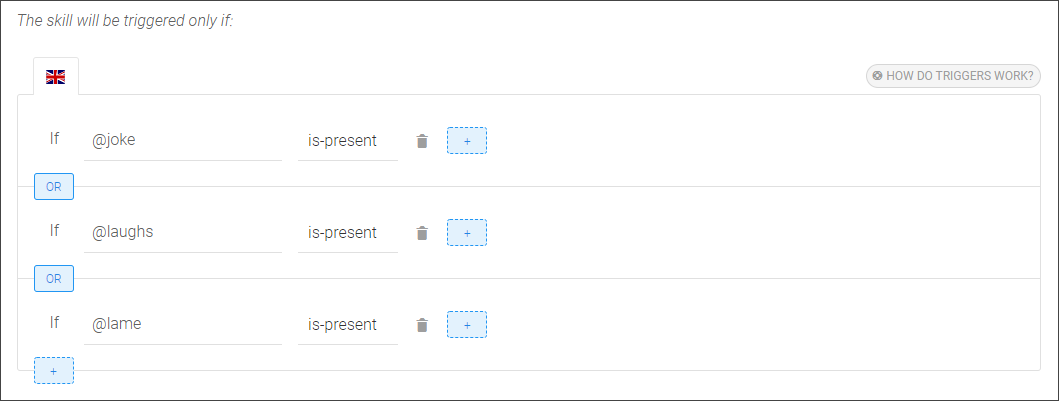 The skill will be triggered only if:
HOW DO TRIGGERS WORK?
If @joke is-present +
OR
If @laughs is-present +
OR
If @lame is-present +
+